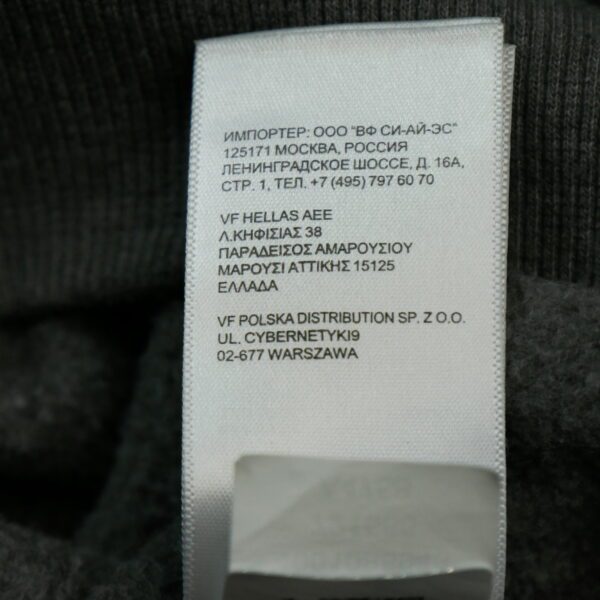 ИМПОРТЕР: ООО "ВФ СИ-АЙ-ЭС"
125171 МОСКВА, РОССИЯ
ЛЕНИНГРАДСКОЕ ШОССЕ, Д. 16А,
СТР. 1, ТЕЛ. +7 (495) 797 60 70
VF HELLAS AEE
Λ.ΚΗΦΙΣΙΑΣ 38
ΠΑΡΑΔΕΙΣΟΣ ΑΜΑΡΟΥΣΙΟΥ
ΜΑΡΟΥΣΙ ΑΤΤΙΚΗΣ 15125
ΕΛΛΑΔΑ
VF POLSKA DISTRIBUTION SP. Z O.O.
UL. CYBERNETYKI9
02-677 WARSZAWA